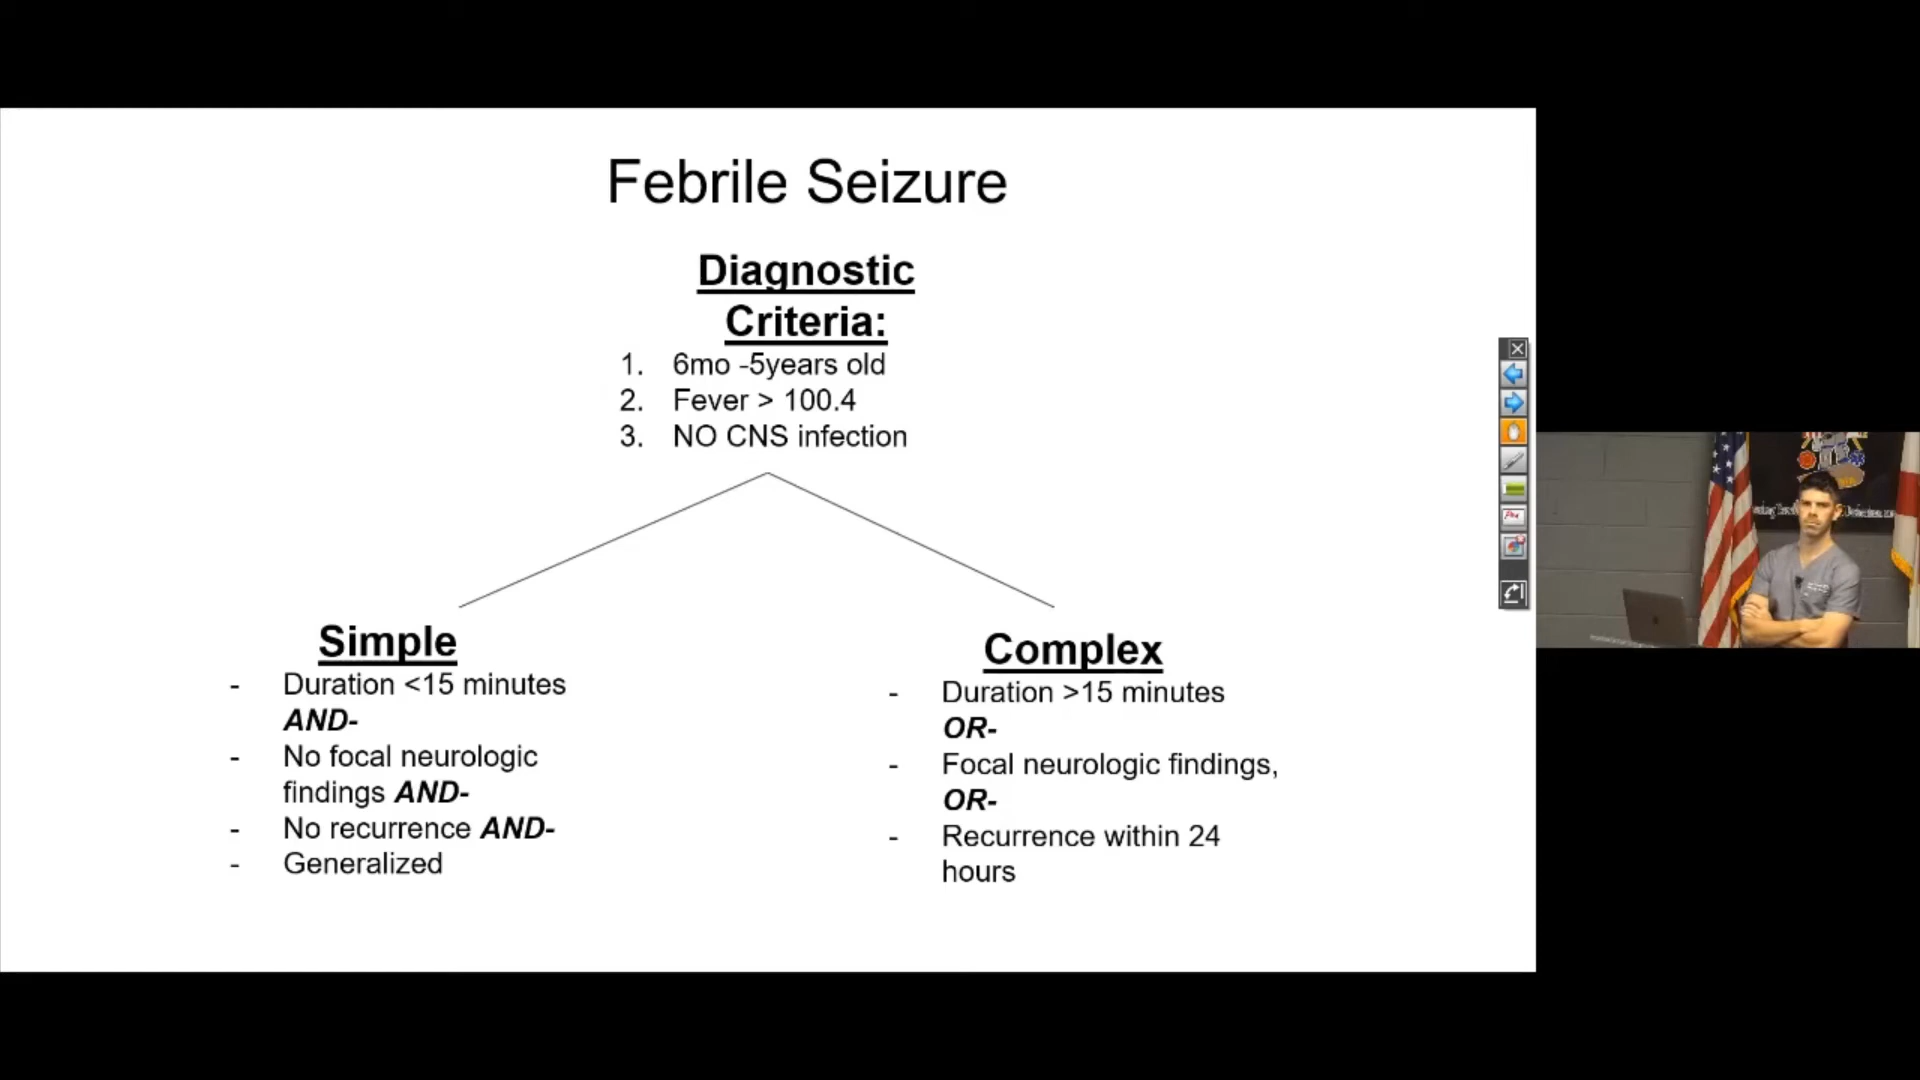 Febrile Seizure
Diagnostic
Criteria:
1. 6mo -5years old
2. Fever > 100.4
3. NO CNS infection
Simple
- Duration <15 minutes
AND-
- No focal neurologic
findings AND-
- No recurrence AND-
- Generalized
Complex
- Duration >15 minutes
OR-
- Focal neurologic findings,
OR-
- Recurrence within 24
hours